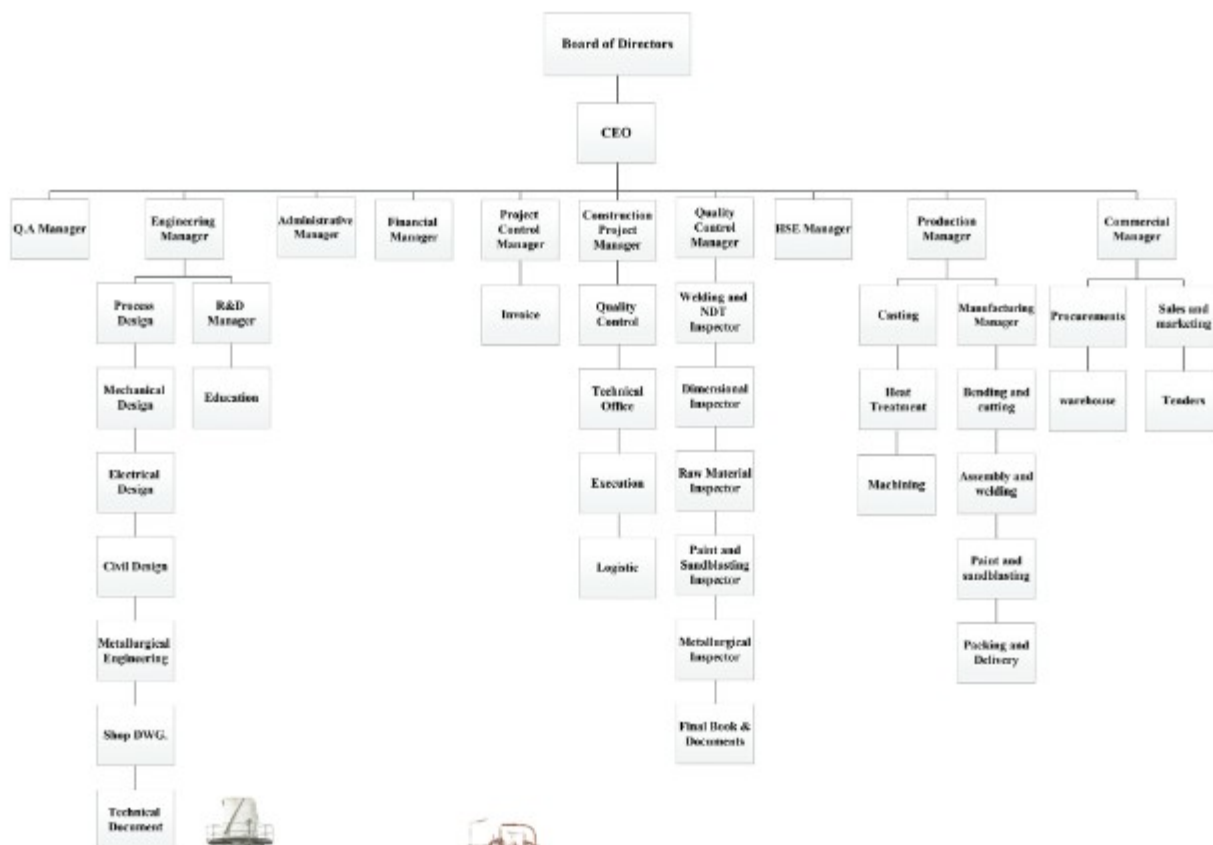 Board of Directors
CEO
Q.A Manager
Engineering
Manager
Administrative
Manager
Financial
Manager
Project
Control
Manager
Construction
Project
Manager
Quality
Control
Manager
HSE Manager
Production
Manager
Commercial
Manager
Process
Design
R&D
Manager
Invoice
Quality
Control
Welding and
NDT
Inspector
Casting
Manufacturing
Manager
Procurements
Sales and
marketing
Mechanical
Design
Education
Technical
Office
Dimensional
Inspector
Heat
Treatment
Bending and
cutting
warehouse
Tenders
Electrical
Design
Execution
Raw Material
Inspector
Machining
Assembly and
welding
Civil Design
Logistic
Paint and
Sandblasting
Inspector
Paint and
sandblasting
Metallurgical
Engineering
Metallurgical
Inspector
Packing and
Delivery
Shop DWG.
Final Book &
Documents
Technical
Document